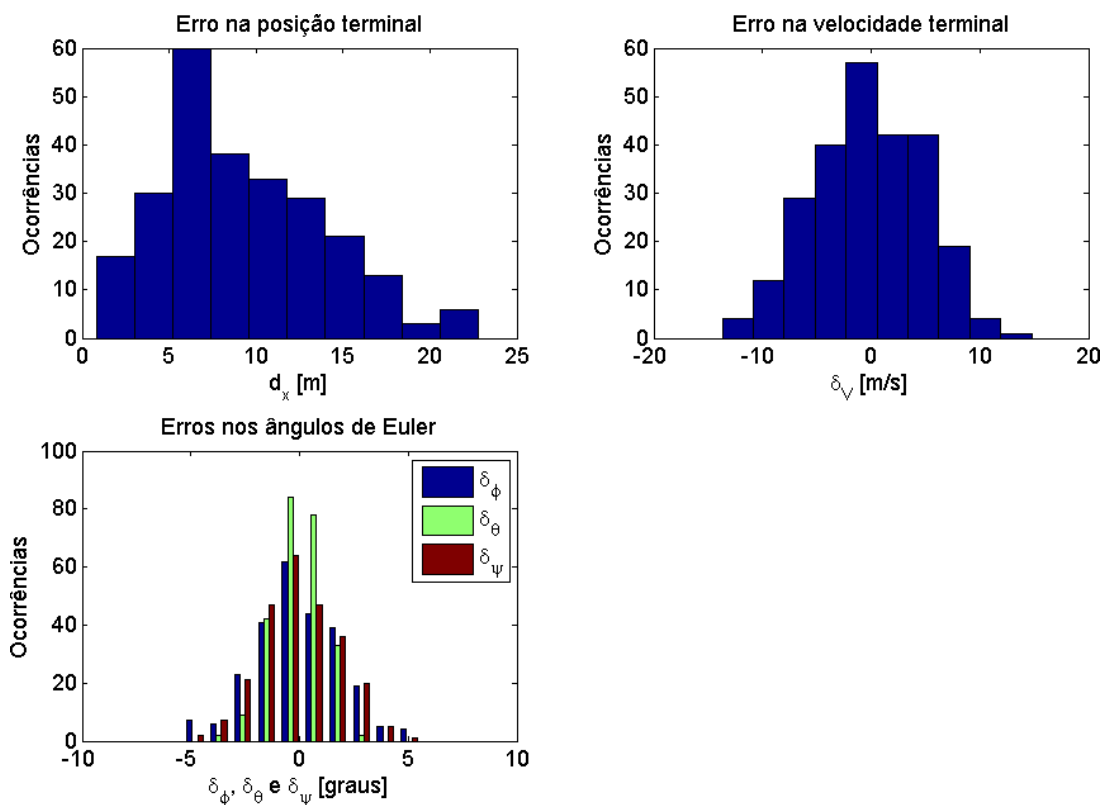 Erro na posição terminal
60
50
40
30
20
10
0
Ocorrências
0 5 10 15 20 25
d_x [m]
Erro na velocidade terminal
60
50
40
30
20
10
0
Ocorrências
-20 -10 0 10 20
δ_V [m/s]
Erros nos ângulos de Euler
100
80
60
40
20
0
Ocorrências
-10 -5 0 5 10
δ_ϕ, δ_θ e δ_ψ [graus]
δ_ϕ
δ_θ
δ_ψ